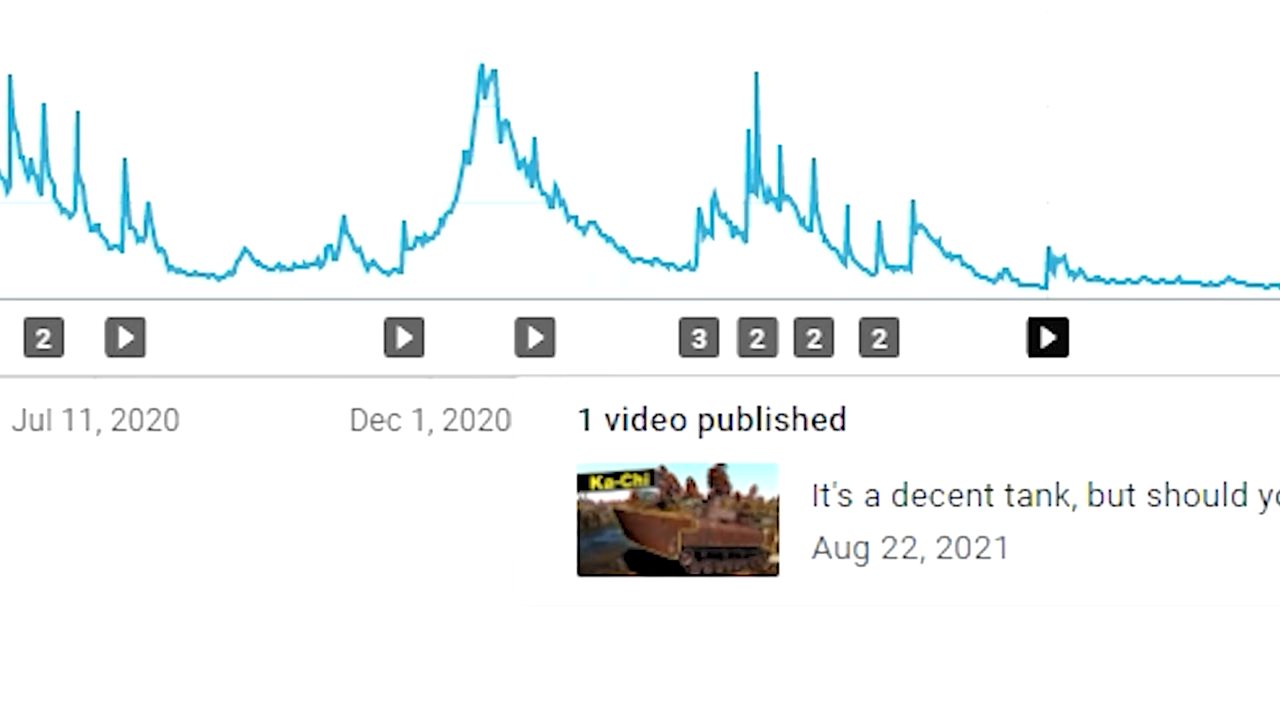 2 3 2 2 2
Jul 11, 2020 Dec 1, 2020
1 video published
Ka-Chi
It's a decent tank, but should yo
Aug 22, 2021